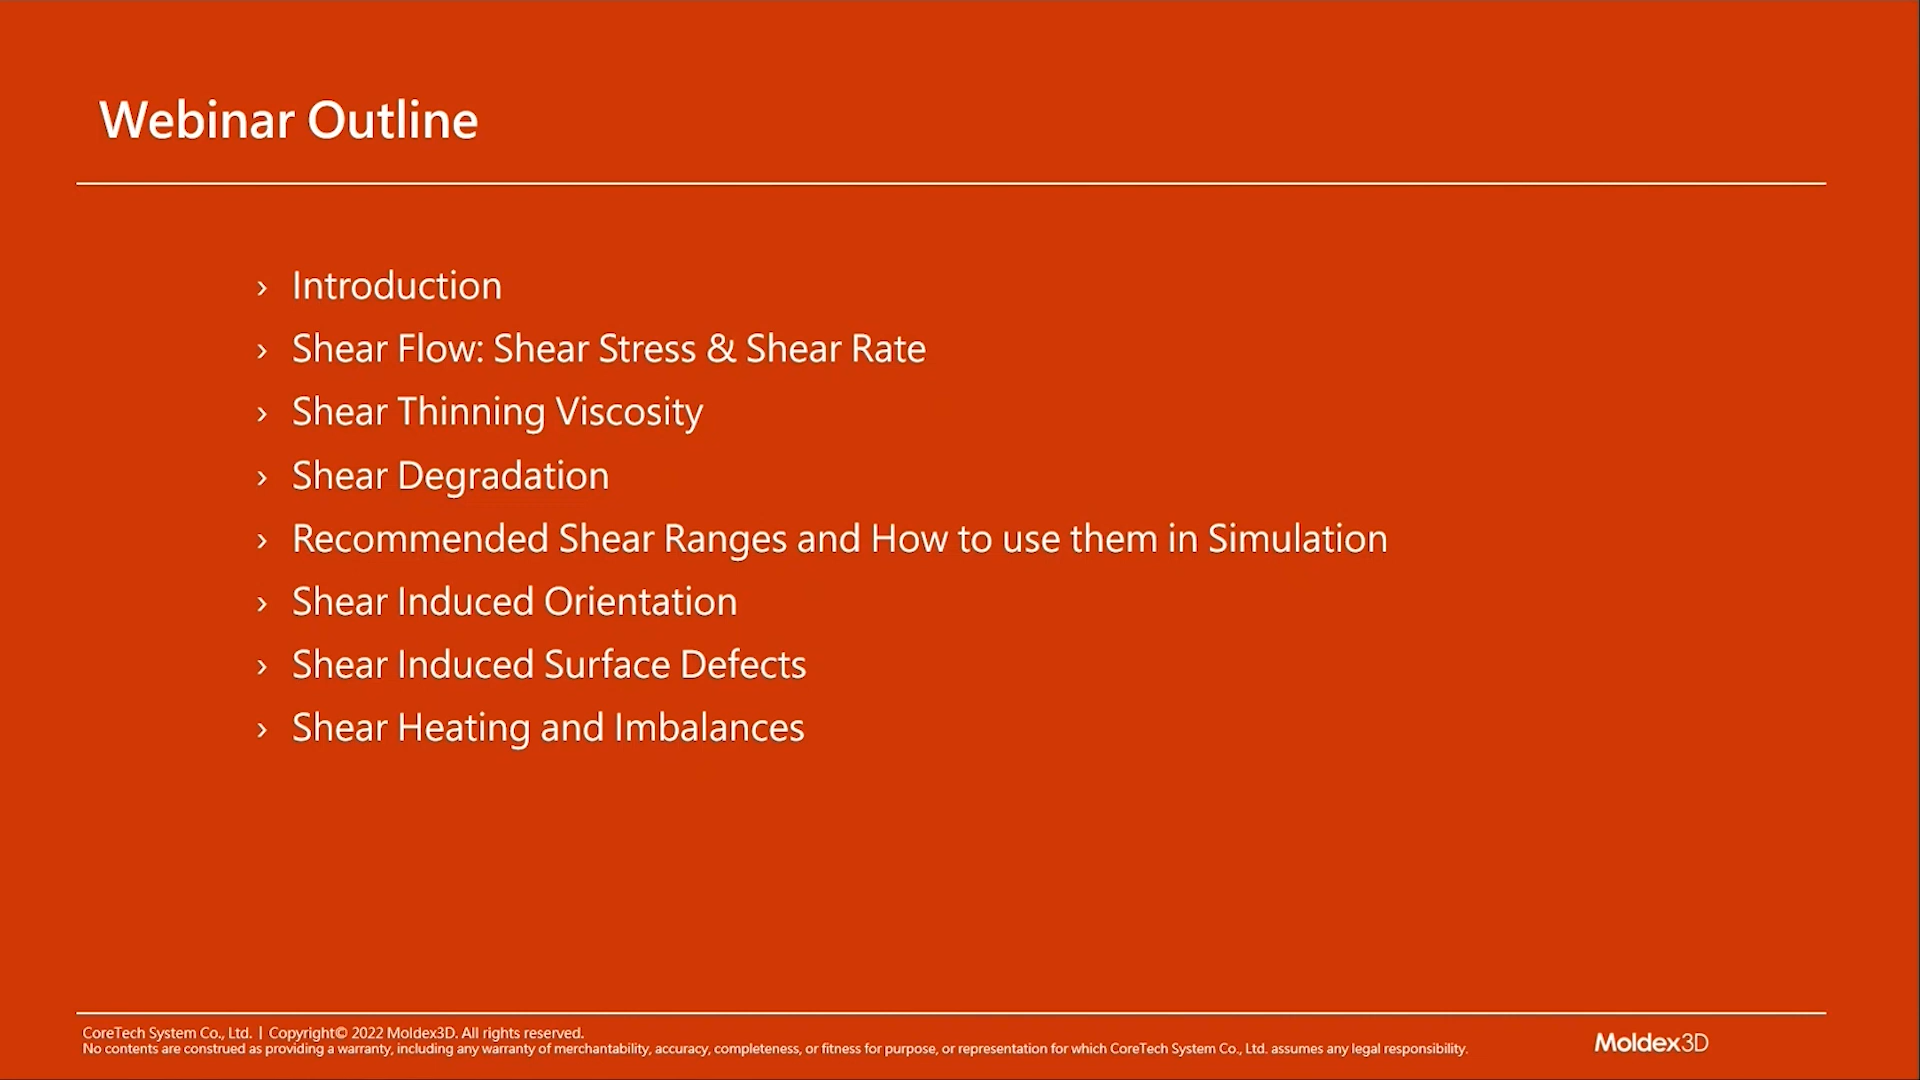 Webinar Outline
› Introduction
› Shear Flow: Shear Stress & Shear Rate
› Shear Thinning Viscosity
› Shear Degradation
› Recommended Shear Ranges and How to use them in Simulation
› Shear Induced Orientation
› Shear Induced Surface Defects
› Shear Heating and Imbalances
CoreTech System Co., Ltd. | Copyright© 2022 Moldex3D. All rights reserved.
No contents are construed as providing a warranty, including any warranty of merchantability, accuracy, completeness, or fitness for purpose, or representation for which CoreTech System Co., Ltd. assumes any legal responsibility.
Moldex3D